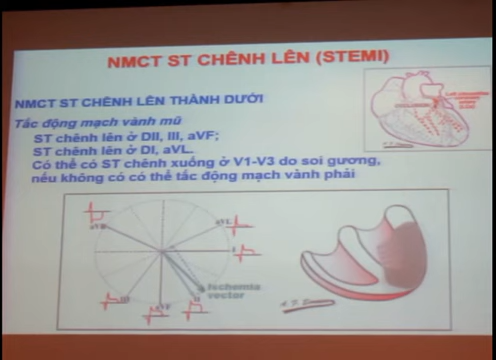 NMCT ST CHÊNH LÊN (STEMI)
NMCT ST CHÊNH LÊN THÀNH DƯỚI
Tắc động mạch vành mũ
ST chênh lên ở DII, III, aVF;
ST chênh lên ở DI, aVL.
Có thể có ST chênh xuống ở V1-V3 do soi gương,
nếu không có có thể tắc động mạch vành phải
aVR
aVL
I
Ischemia
vector
III
aVF
II